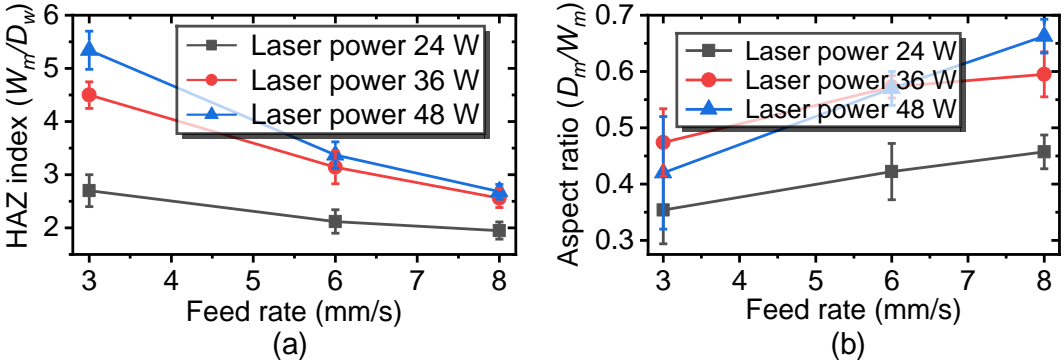 HAZ index (Wm/Dw)
6
5
4
3
2
Laser power 24 W
Laser power 36 W
Laser power 48 W
3 4 5 6 7 8
Feed rate (mm/s)
(a)
Aspect ratio (Dm/Wm)
0.7
0.6
0.5
0.4
0.3
Laser power 24 W
Laser power 36 W
Laser power 48 W
3 4 5 6 7 8
Feed rate (mm/s)
(b)